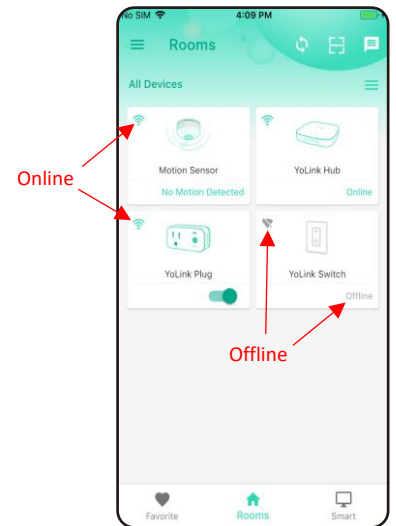 No SIM 4:09 PM
Rooms
All Devices
Motion Sensor YoLink Hub
Online
No Motion Detected Online
YoLink Plug YoLink Switch
Offline
Offline
Favorite Rooms Smart